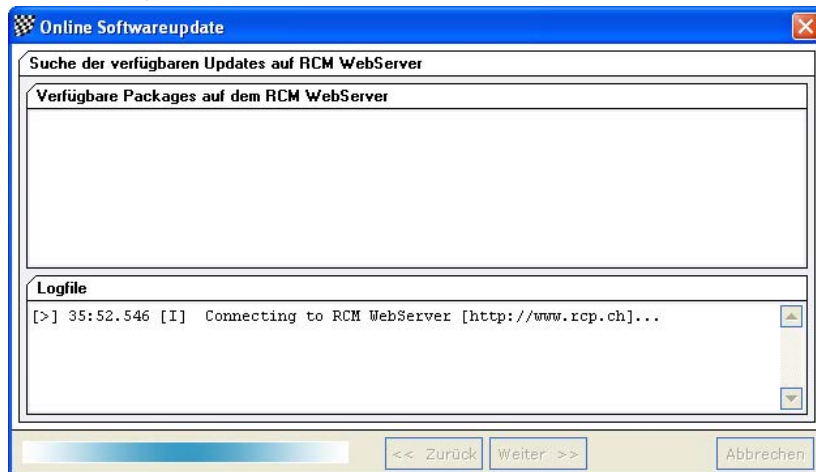 Online Softwareupdate
Suche der verfügbaren Updates auf RCM WebServer
Verfügbare Packages auf dem RCM WebServer
Logfile
[>] 35:52.546 [I]  Connecting to RCM WebServer [http://www.rcp.ch]...
<< Zurück Weiter >> Abbrechen